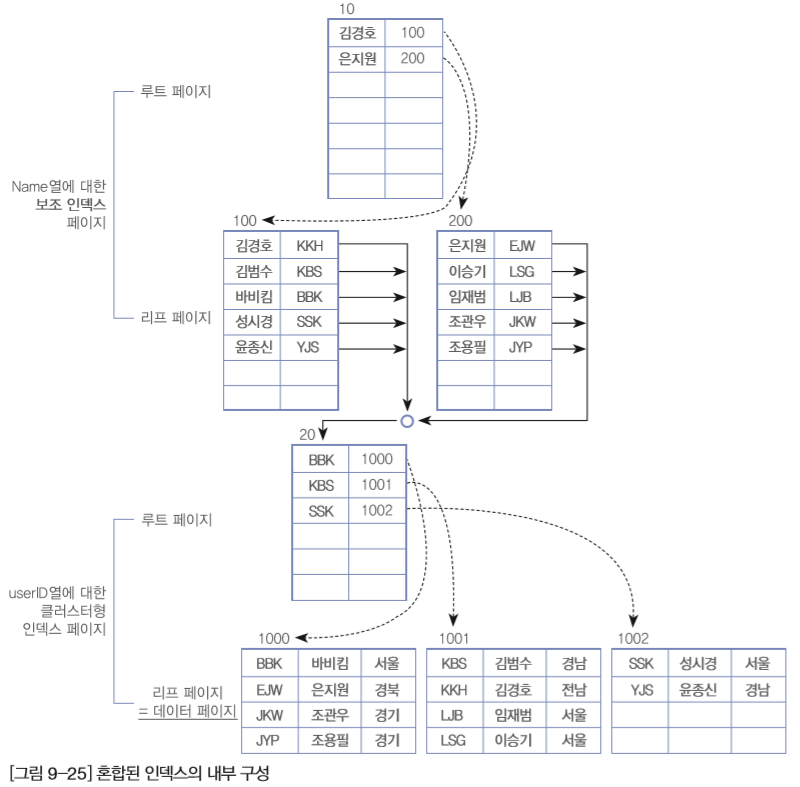 10
김경호 100
은지원 200
루트 페이지
Name열에 대한
보조 인덱스
페이지
100
김경호 KKH
김범수 KBS
바비킴 BBK
성시경 SSK
윤종신 YJS
200
은지원 EJW
이승기 LSG
임재범 LJB
조관우 JKW
조용필 JYP
리프 페이지
20
BBK 1000
KBS 1001
SSK 1002
루트 페이지
userID열에 대한
클러스터형
인덱스 페이지
1000
BBK 바비킴 서울
EJW 은지원 경북
JKW 조관우 경기
JYP 조용필 경기
1001
KBS 김범수 경남
KKH 김경호 전남
LJB 임재범 서울
LSG 이승기 서울
1002
SSK 성시경 서울
YJS 윤종신 경남
리프 페이지
= 데이터 페이지
[그림 9-25] 혼합된 인덱스의 내부 구성